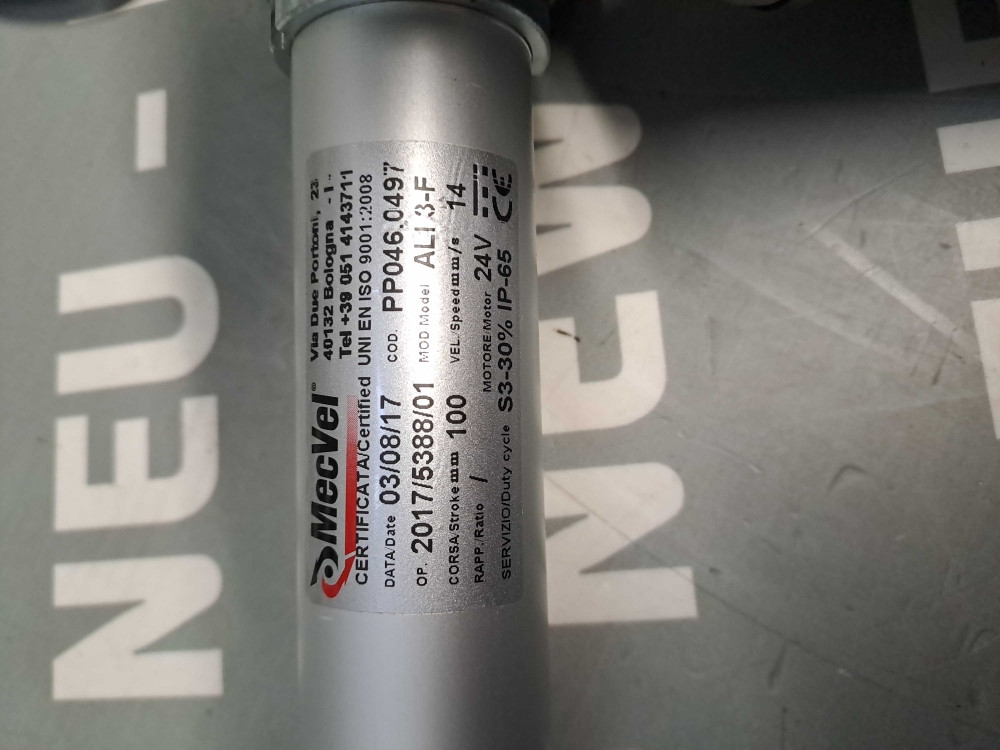 MecVel®
Via Due Portoni, 23
40132 Bologna - I -
Tel +39 051 4143711
CERTIFICATA/Certified UNI EN ISO 9001:2008
DATA/Date 03/08/17 COD. PP046.0497
OP. 2017/5388/01 MOD Model ALI 3-F
CORSA/Stroke mm 100 VEL./Speed mm/s 14
RAPP./Ratio / MOTORE/Motor 24V
SERVIZIO/Duty cycle S3-30% IP-65 CE
NEU -
NEW